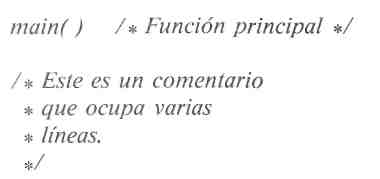 main( ) /* Función principal */
/* Este es un comentario
* que ocupa varias
* líneas.
*/